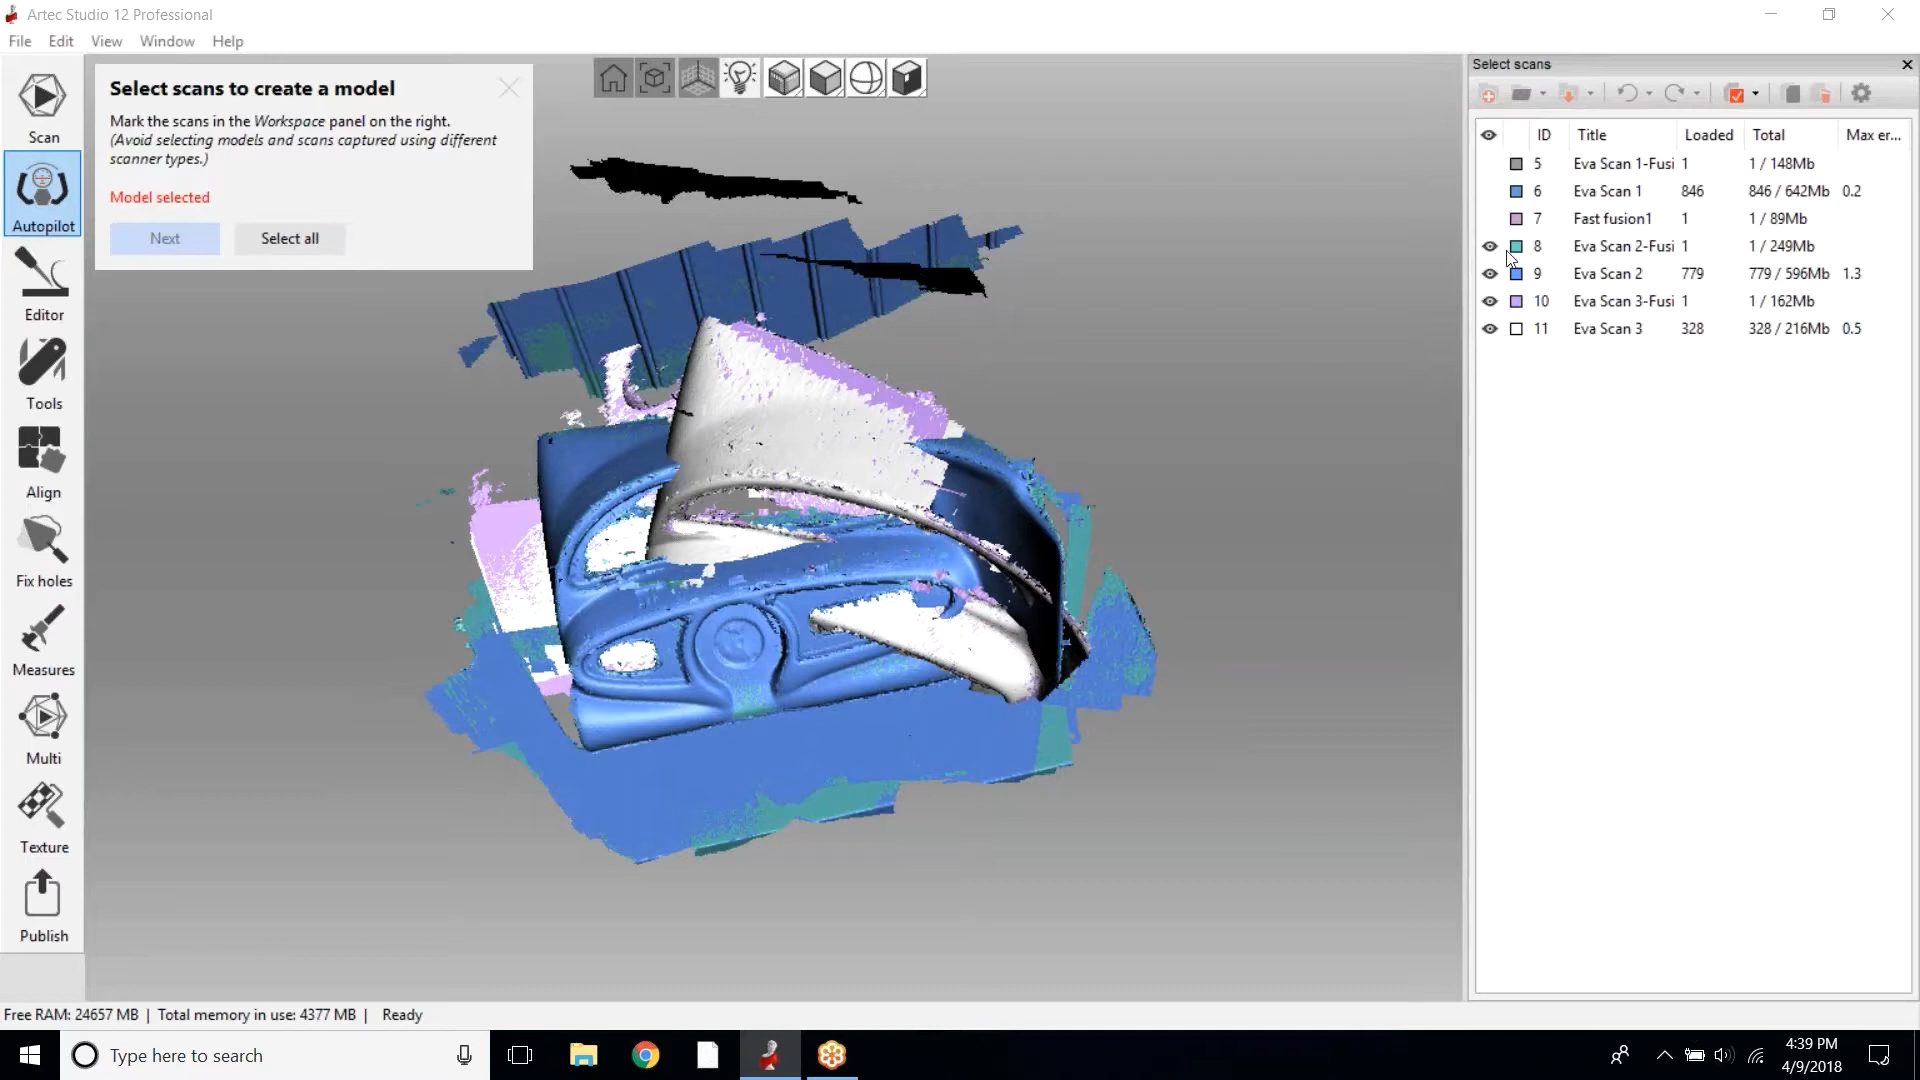 Artec Studio 12 Professional
File Edit View Window Help
Select scans to create a model
Mark the scans in the Workspace panel on the right.
(Avoid selecting models and scans captured using different
scanner types.)
Model selected
Next Select all
Scan
Autopilot
Editor
Tools
Align
Fix holes
Measures
Multi
Texture
Publish
Select scans
ID Title Loaded Total Max er...
5 Eva Scan 1-Fusi 1 1 / 148Mb
6 Eva Scan 1 846 846 / 642Mb 0.2
7 Fast fusion1 1 1 / 89Mb
8 Eva Scan 2-Fusi 1 1 / 249Mb
9 Eva Scan 2 779 779 / 596Mb 1.3
10 Eva Scan 3-Fusi 1 1 / 162Mb
11 Eva Scan 3 328 328 / 216Mb 0.5
Free RAM: 24657 MB | Total memory in use: 4377 MB | Ready
Type here to search
4:39 PM
4/9/2018